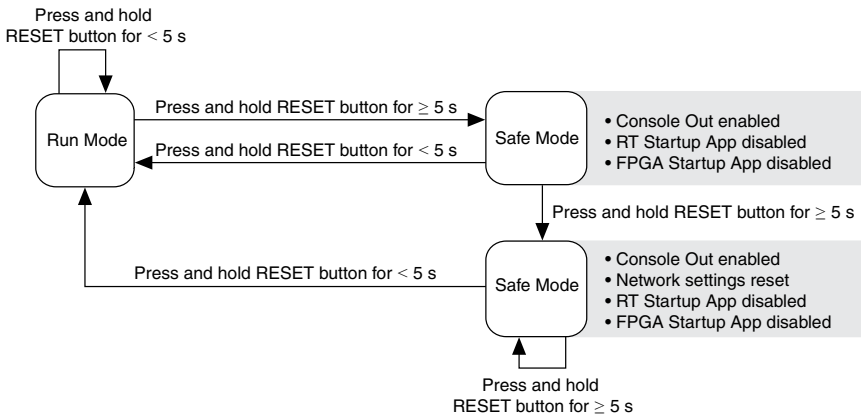 Press and hold
RESET button for < 5 s
Run Mode
Press and hold RESET button for ≥ 5 s
Press and hold RESET button for < 5 s
Safe Mode
• Console Out enabled
• RT Startup App disabled
• FPGA Startup App disabled
Press and hold RESET button for ≥ 5 s
Press and hold RESET button for < 5 s
Safe Mode
• Console Out enabled
• Network settings reset
• RT Startup App disabled
• FPGA Startup App disabled
Press and hold
RESET button for ≥ 5 s